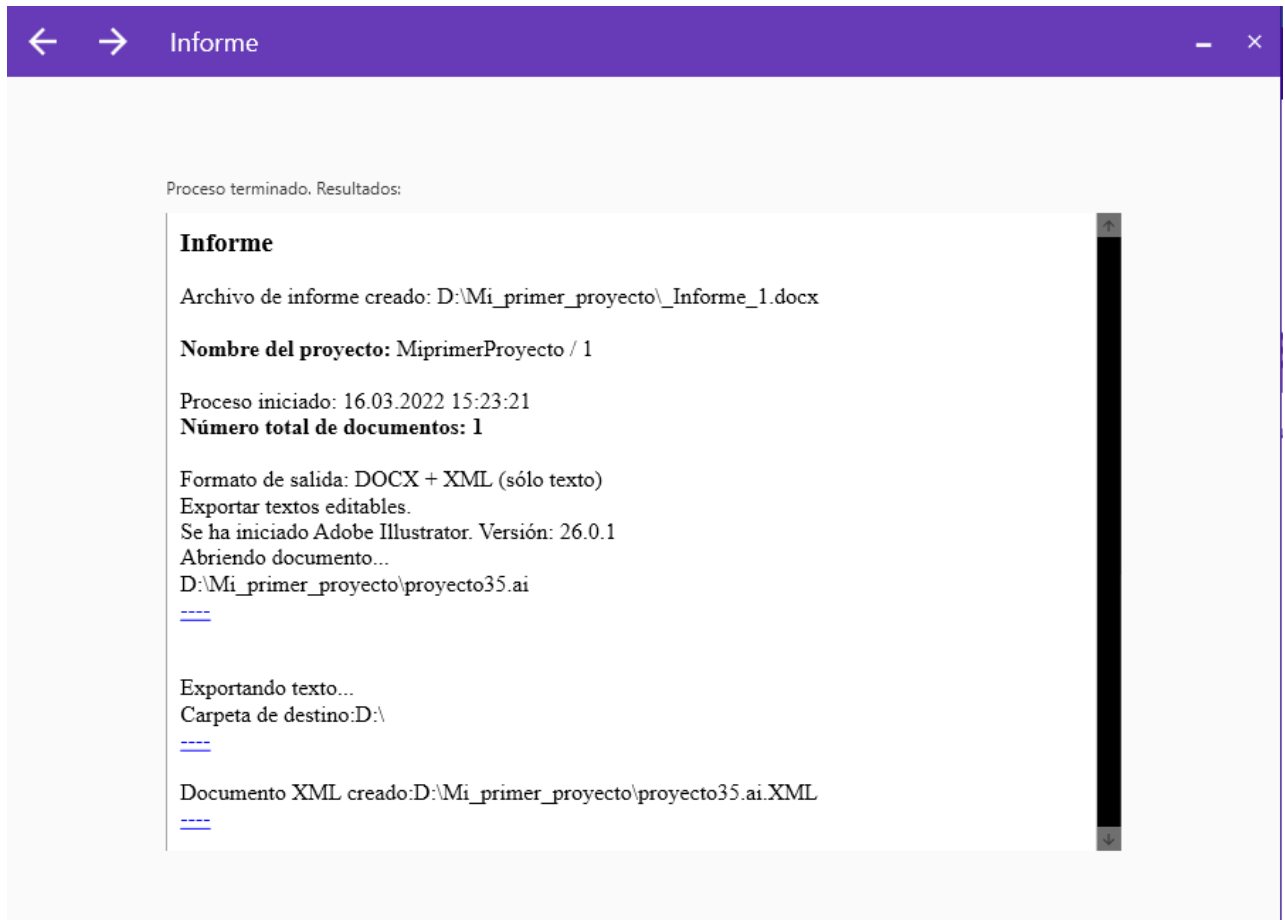 Informe
Proceso terminado. Resultados:
Informe
Archivo de informe creado: D:\Mi_primer_proyecto\_Informe_1.docx
Nombre del proyecto: MiprimerProyecto / 1
Proceso iniciado: 16.03.2022 15:23:21
Número total de documentos: 1
Formato de salida: DOCX + XML (sólo texto)
Exportar textos editables.
Se ha iniciado Adobe Illustrator. Versión: 26.0.1
Abriendo documento...
D:\Mi_primer_proyecto\proyecto35.ai
----
Exportando texto...
Carpeta de destino:D:\
----
Documento XML creado:D:\Mi_primer_proyecto\proyecto35.ai.XML
----